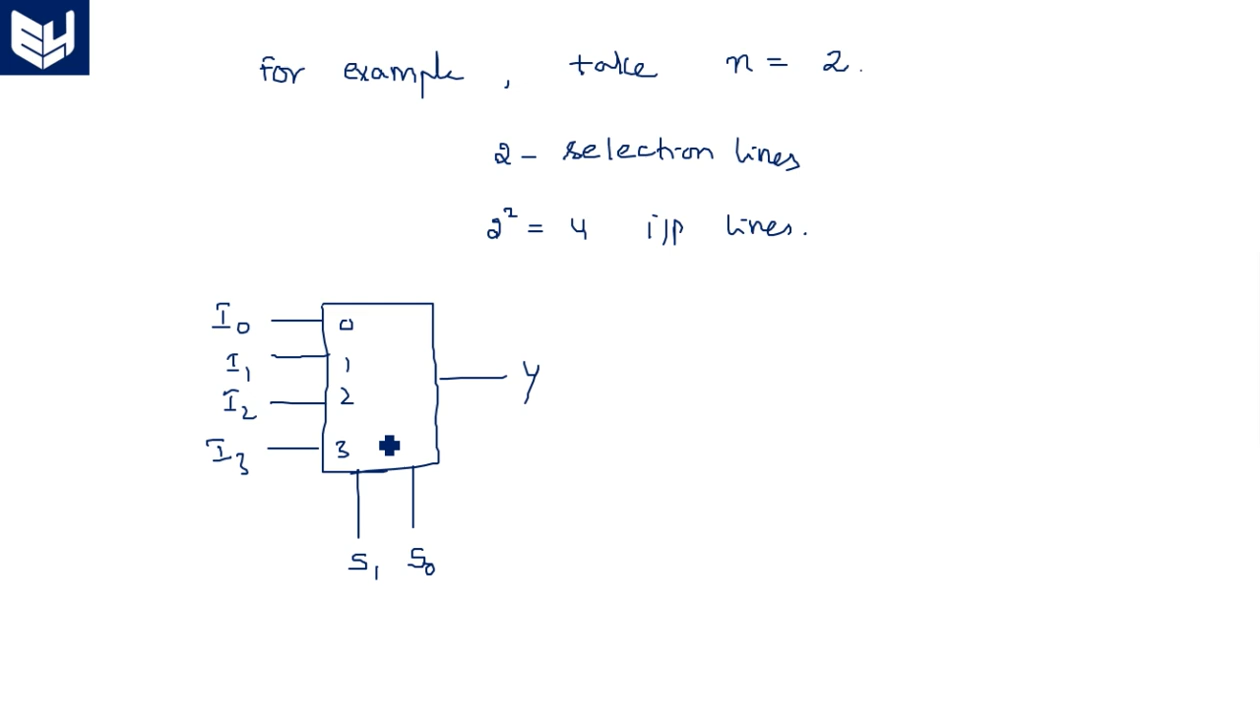 for example, take n = 2.
2 - selection lines
2² = 4 i/p lines.
I₀ 0
I₁ 1
I₂ 2
I₃ 3
Y
S₁ S₀